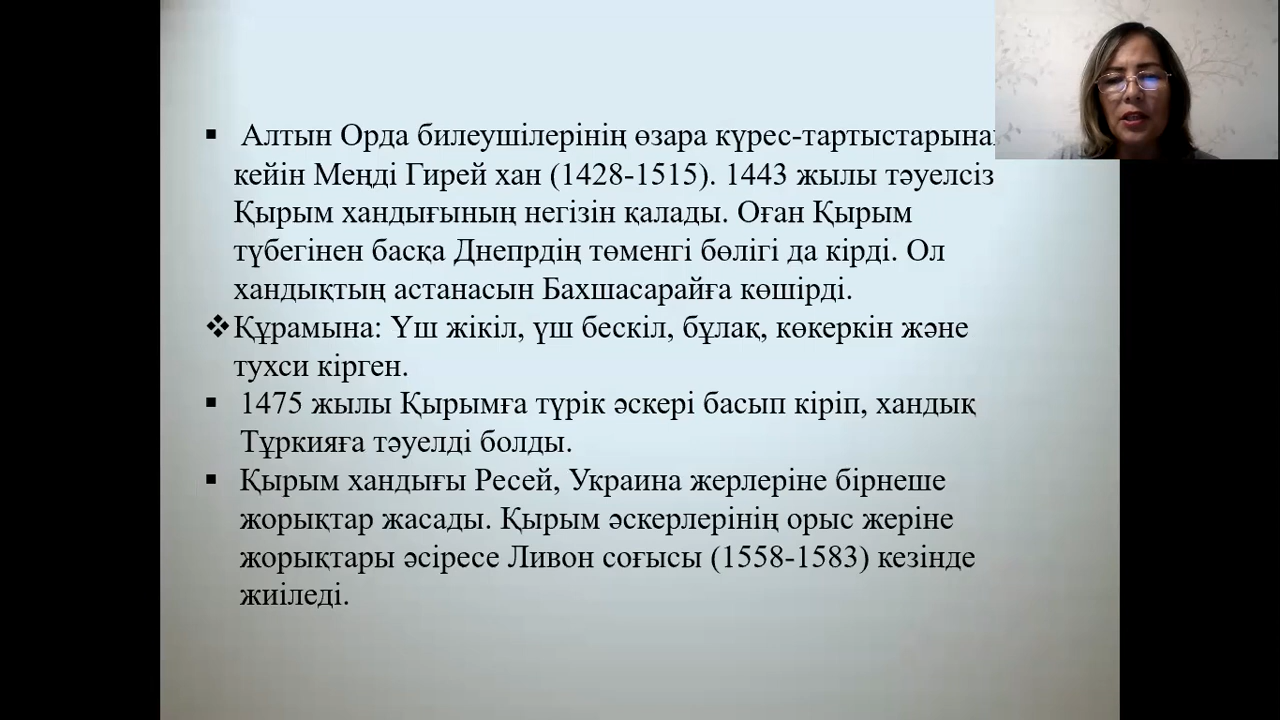 ▪ Алтын Орда билеушілерінің өзара күрес-тартыстарына
кейін Меңді Гирей хан (1428-1515). 1443 жылы тәуелсіз
Қырым хандығының негізін қалады. Оған Қырым
түбегінен басқа Днепрдің төменгі бөлігі да кірді. Ол
хандықтың астанасын Бахшасарайға көшірді.
❖Құрамына: Үш жікіл, үш бескіл, бұлақ, көкеркін және
тухси кірген.
▪ 1475 жылы Қырымға түрік әскері басып кіріп, хандық
Тұркияға тәуелді болды.
▪ Қырым хандығы Ресей, Украина жерлеріне бірнеше
жорықтар жасады. Қырым әскерлерінің орыс жеріне
жорықтары әсіресе Ливон соғысы (1558-1583) кезінде
жиіледі.